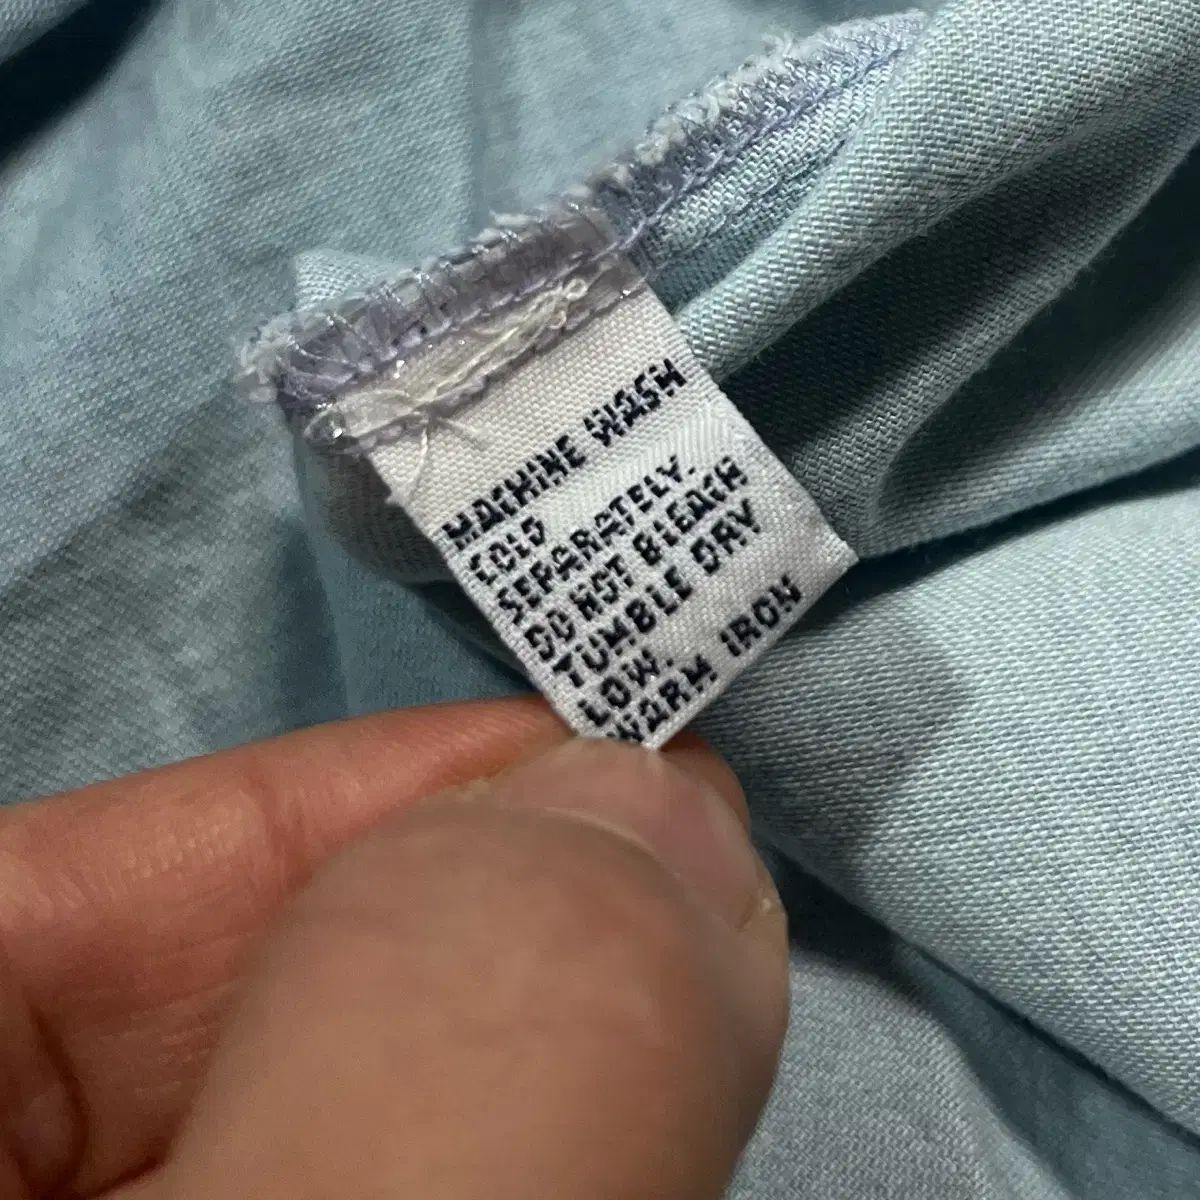 MACHINE WASH
COLD
SEPARATELY.
DO NOT BLEACH
TUMBLE DRY
LOW.
WARM IRON